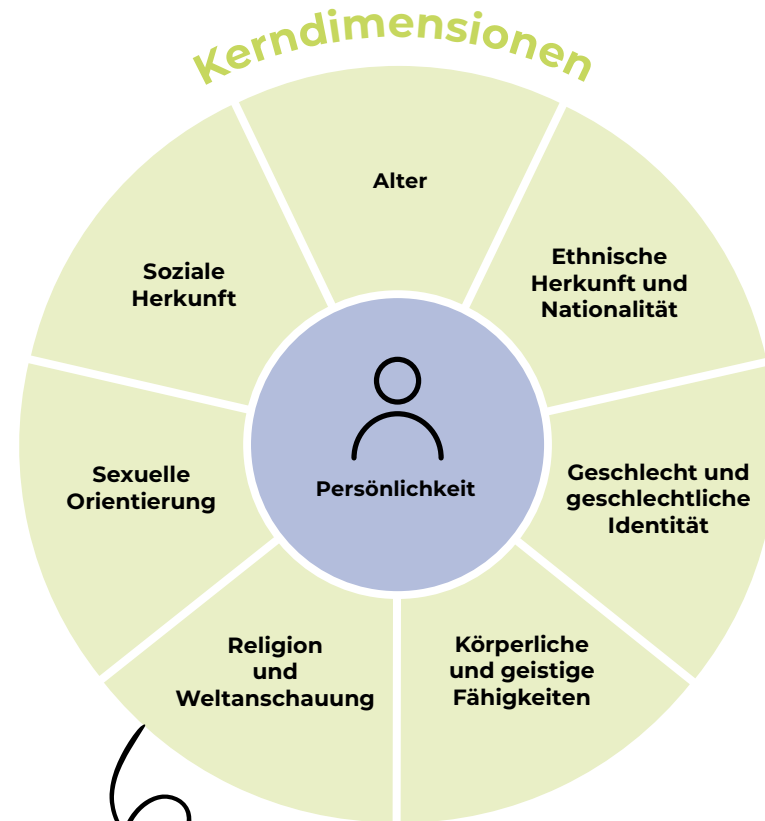 Kerndimensionen
Alter
Ethnische
Herkunft und
Nationalität
Geschlecht und
geschlechtliche
Identität
Körperliche
und geistige
Fähigkeiten
Religion
und
Weltanschauung
Sexuelle
Orientierung
Soziale
Herkunft
Persönlichkeit